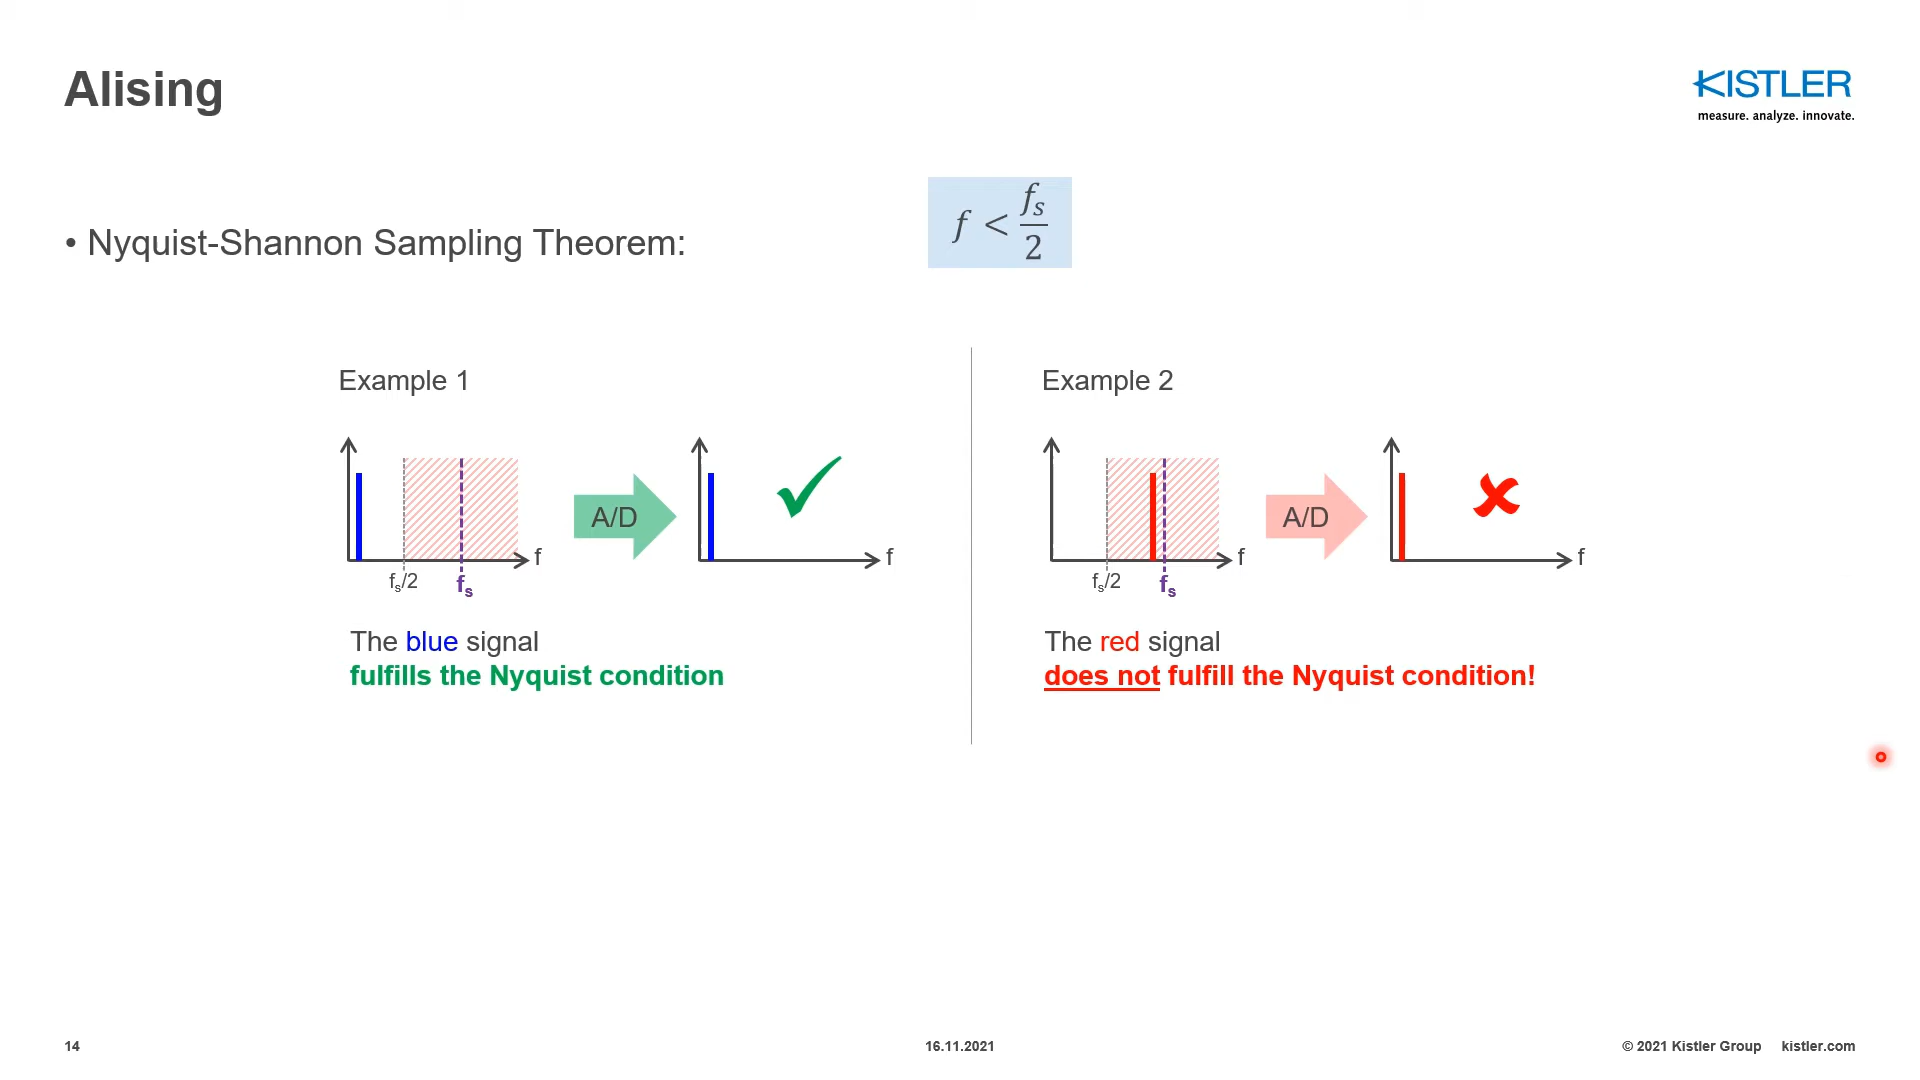 Alising
KISTLER
measure. analyze. innovate.
• Nyquist-Shannon Sampling Theorem:
f < fs/2
Example 1
A/D
f
fs/2
fs
f
The blue signal
fulfills the Nyquist condition
Example 2
A/D
f
fs/2
fs
f
The red signal
does not fulfill the Nyquist condition!
14
16.11.2021
© 2021 Kistler Group kistler.com